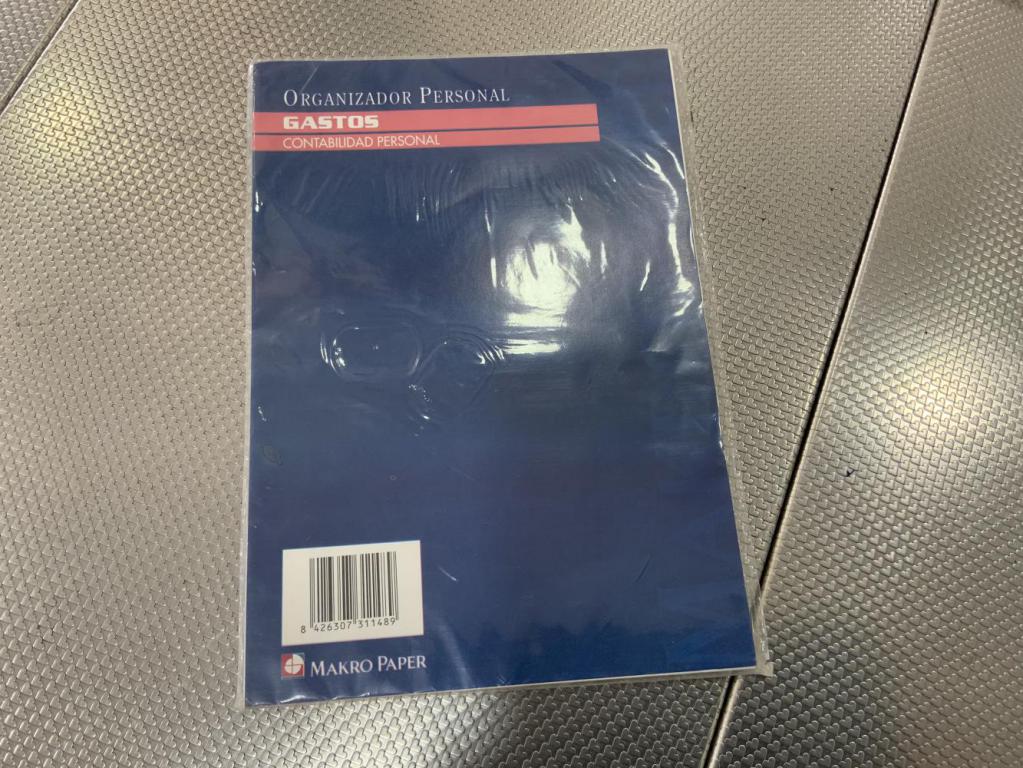 ORGANIZADOR PERSONAL
GASTOS
CONTABILIDAD PERSONAL
8 426307 311489
MAKRO PAPER